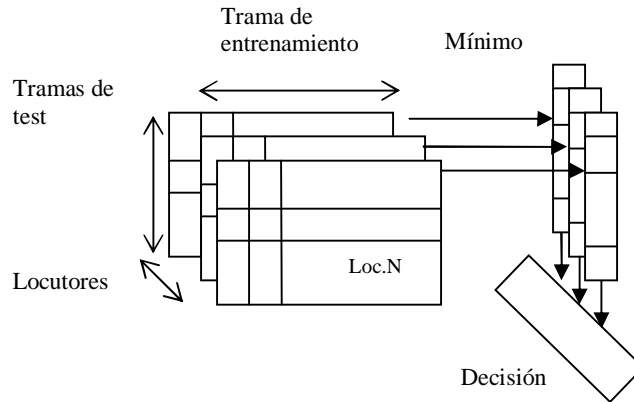 Trama de
entrenamiento
Mínimo
Tramas de
test
Loc.N
Locutores
Decisión